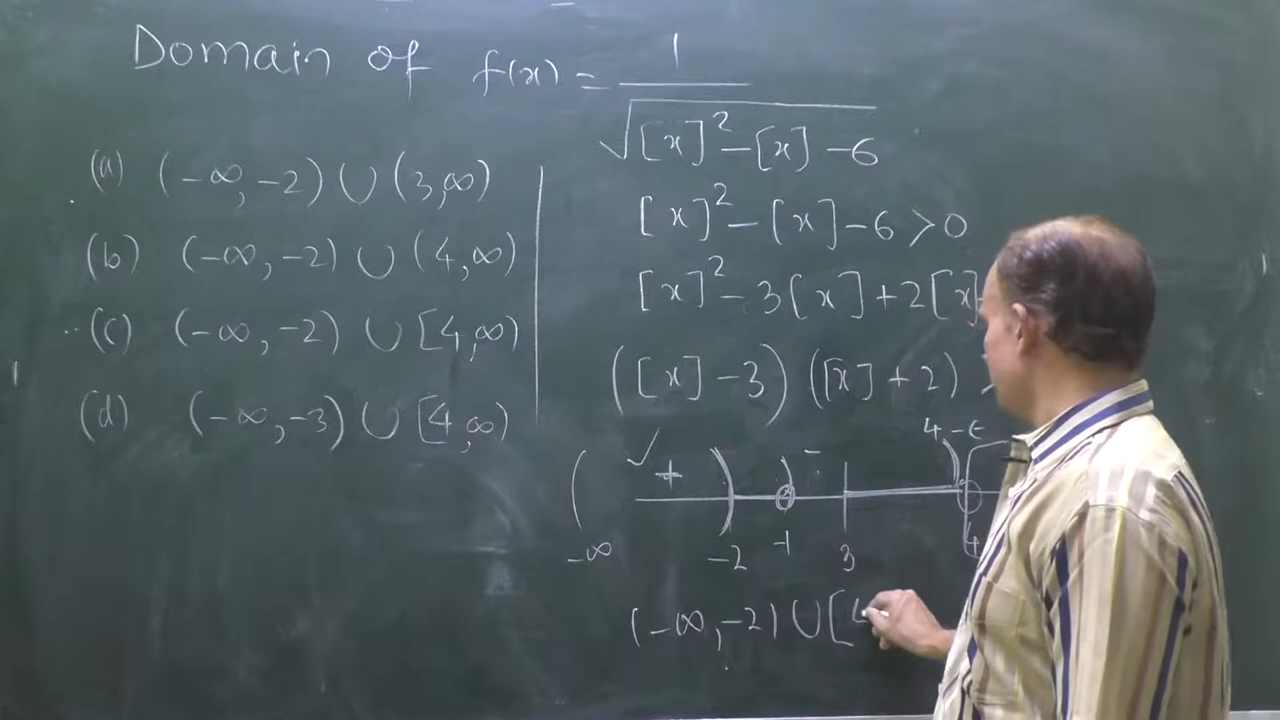 Domain of f(x) = 1
√[x]² – [x] – 6
(a) (-∞, -2) ∪ (3, ∞)
(b) (-∞, -2) ∪ (4, ∞)
(c) (-∞, -2) ∪ [4, ∞)
(d) (-∞, -3) ∪ [4, ∞)
[x]² – [x] – 6 > 0
[x]² – 3[x] + 2[x]
([x] – 3) ([x] + 2)
4 – ϵ
✓ + -
-∞ -2 -1 3 4
(-∞, -2) ∪ [4